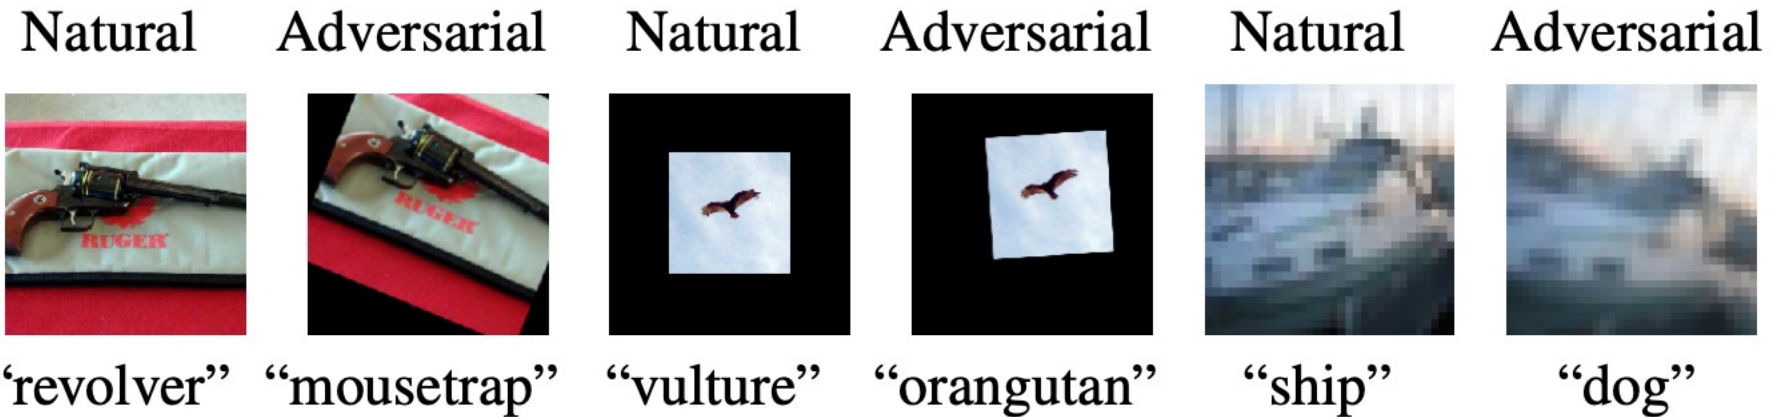 Natural Adversarial Natural Adversarial Natural Adversarial
RUGER
RUGER
‘revolver” “mousetrap” “vulture” “orangutan” “ship” “dog”